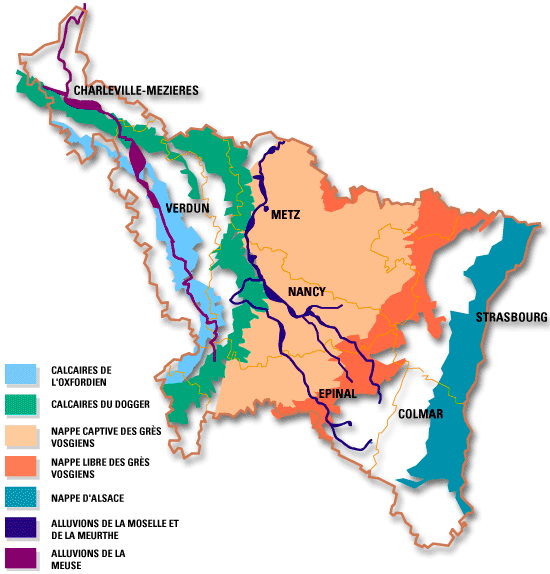 CHARLEVILLE-MEZIERES
VERDUN
METZ
NANCY
STRASBOURG
EPINAL
COLMAR
CALCAIRES DE
L'OXFORDIEN
CALCAIRES DU DOGGER
NAPPE CAPTIVE DES GRÈS
VOSGIENS
NAPPE LIBRE DES GRÈS
VOSGIENS
NAPPE D'ALSACE
ALLUVIONS DE LA MOSELLE ET
DE LA MEURTHE
ALLUVIONS DE LA
MEUSE